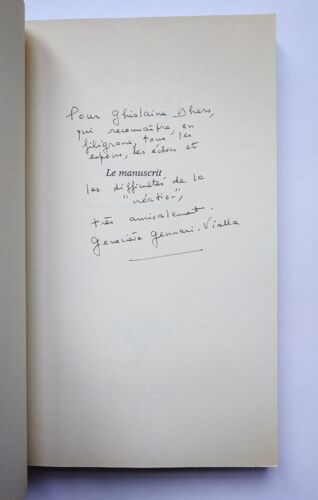 Pour Ghislaine Dhers,
qui reconnaîtra, en
filigrane, tous les
espoirs, les échecs et
Le manuscrit
les difficultés de la
"création",
très amicalement.
Geneviève Gennari-Vialla